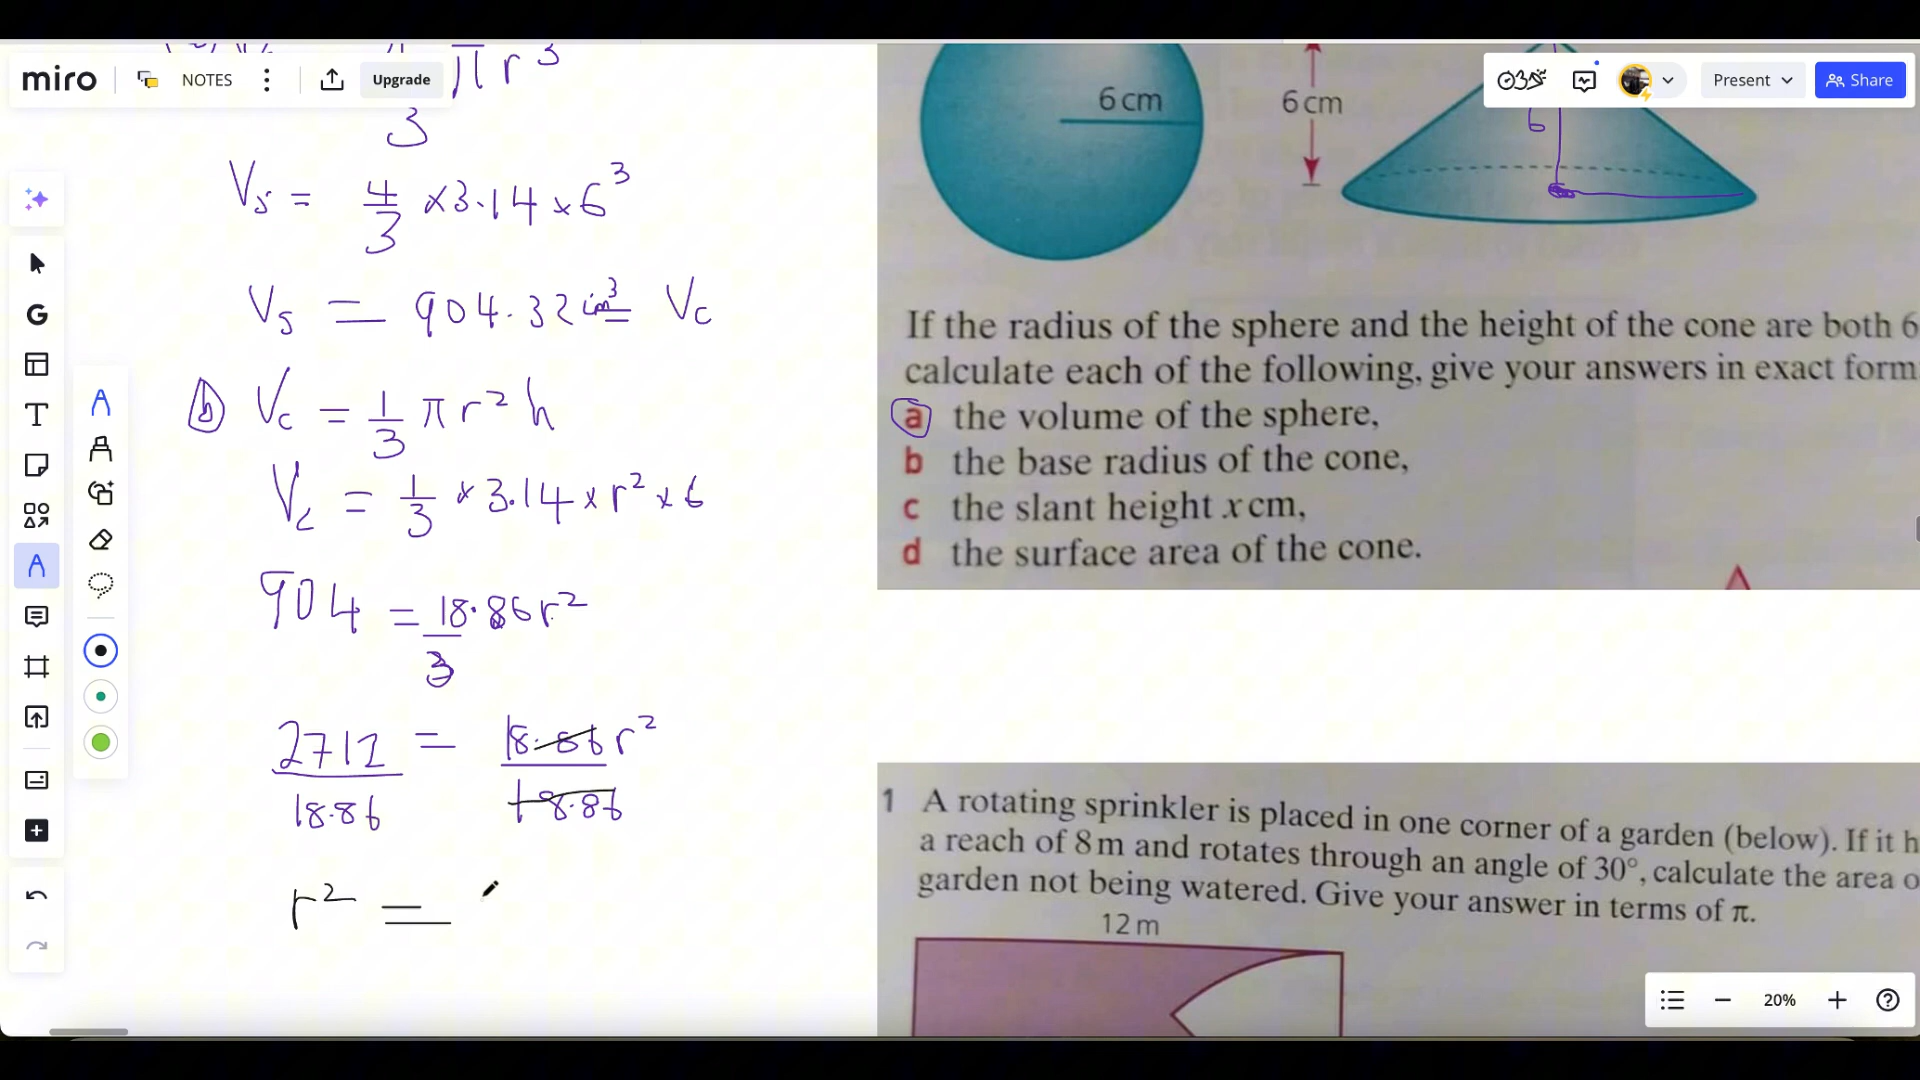 miro NOTES Upgrade
π r³
3
Vs = 4/3 ×3.14×6³
Vs = 904.32cm³ = Vc
b Vc = 1/3 π r² h
Vc = 1/3 × 3.14 × r² × 6
904 = 18.86r²
3
2712 = 18.86 r²
18.86 18.86
r² =
Present Share
6 cm 6 cm 6
If the radius of the sphere and the height of the cone are both 6
calculate each of the following, give your answers in exact form
a the volume of the sphere,
b the base radius of the cone,
c the slant height x cm,
d the surface area of the cone.
1 A rotating sprinkler is placed in one corner of a garden (below). If it h
a reach of 8 m and rotates through an angle of 30°, calculate the area o
garden not being watered. Give your answer in terms of π.
12 m
20%